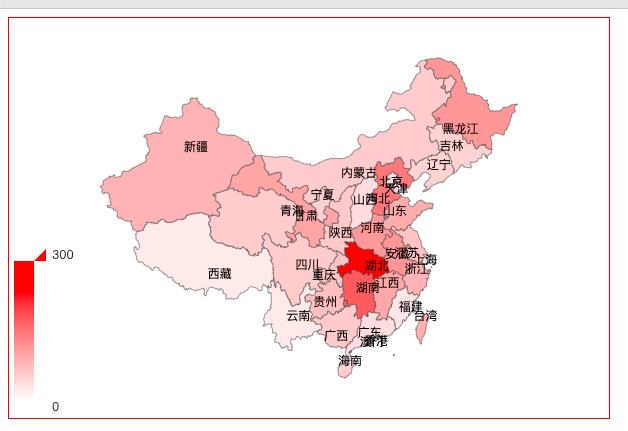 黑龙江
吉林
新疆
辽宁
内蒙古
北京
天津
宁夏
山西
河北
青海
甘肃
山东
河南
陕西
安徽
江苏
上海
300
四川
湖北
浙江
西藏
重庆
湖南
江西
贵州
福建
云南
台湾
广西
广东
香港
澳门
海南
0